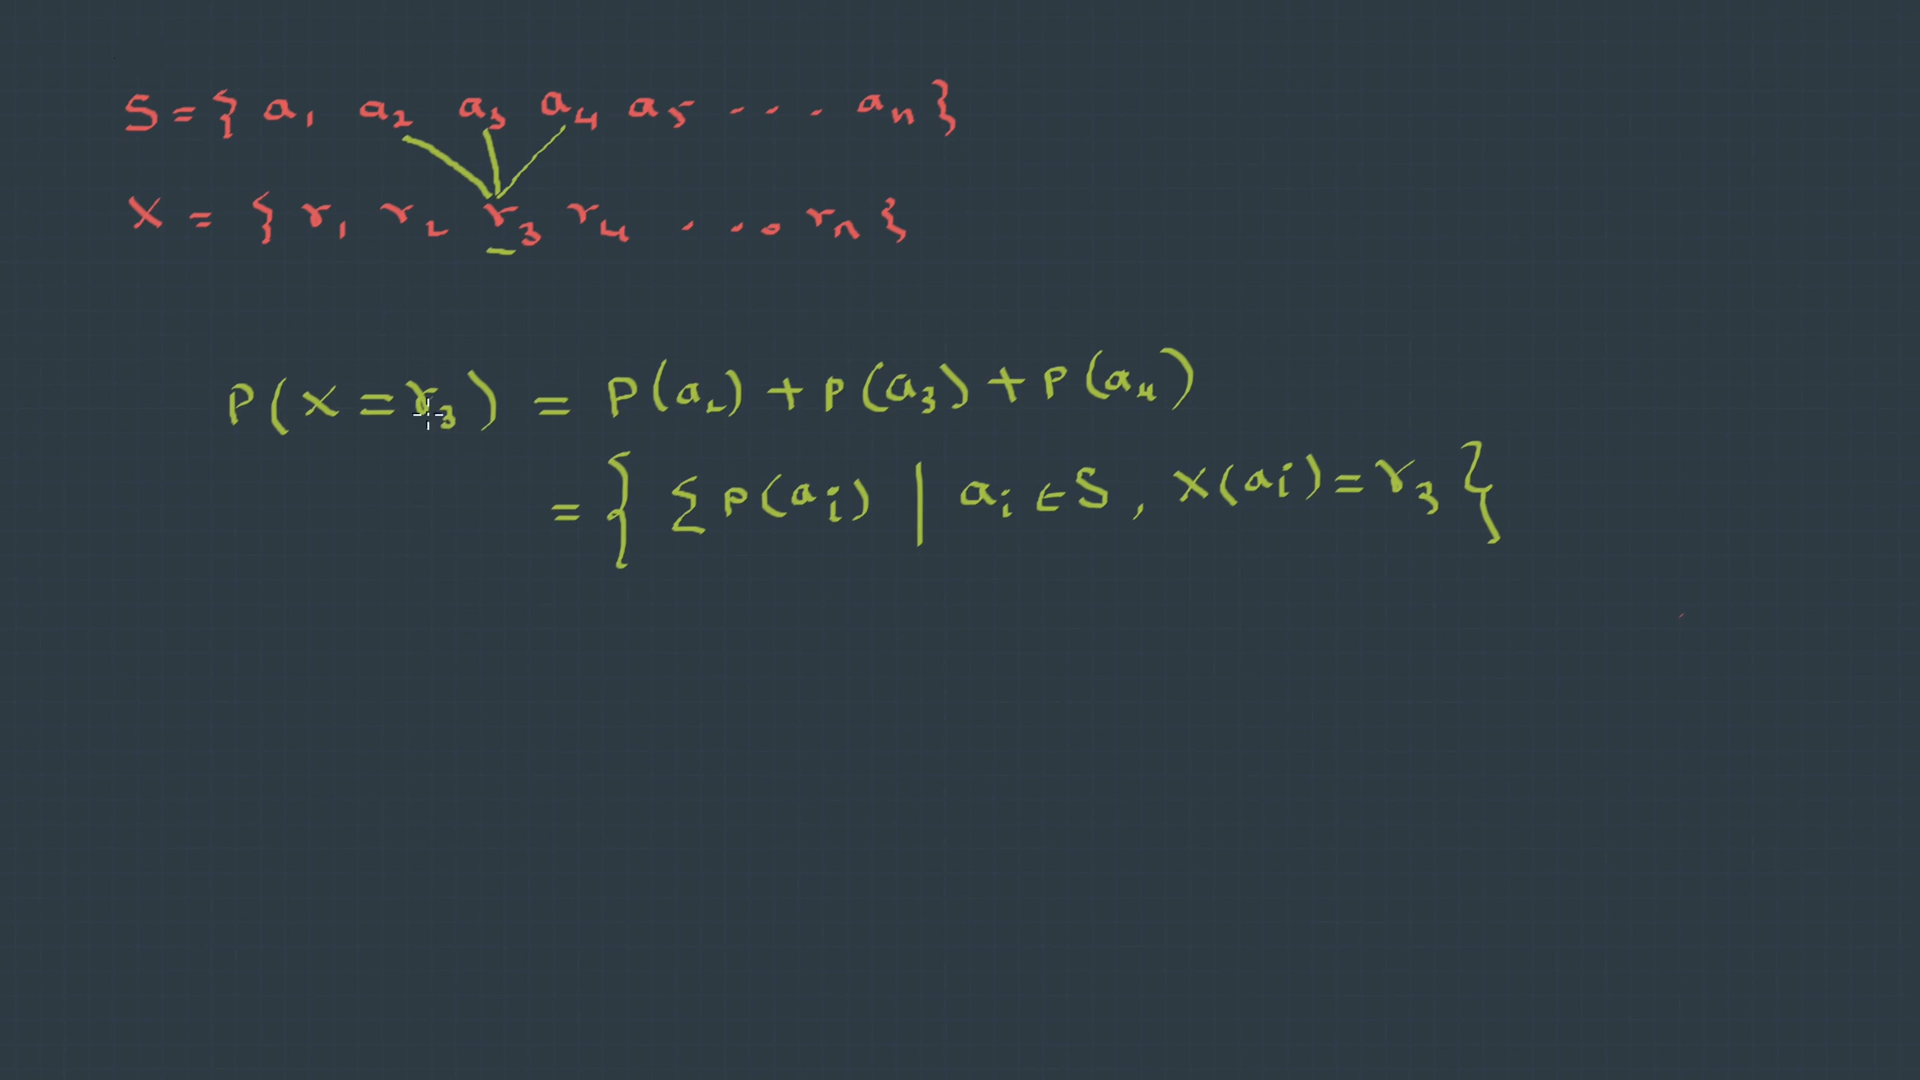 S = { a₁ a₂ a₃ a₄ a₅ - · · · aₙ }
X = { r₁ r₂ r₃ r₄ · · · rₙ }
P( X = r₃ ) = P(a₂) + P(a₃) + P(a₄)
= { Σ P(aᵢ) | aᵢ ∈ S , X(aᵢ) = r₃ }